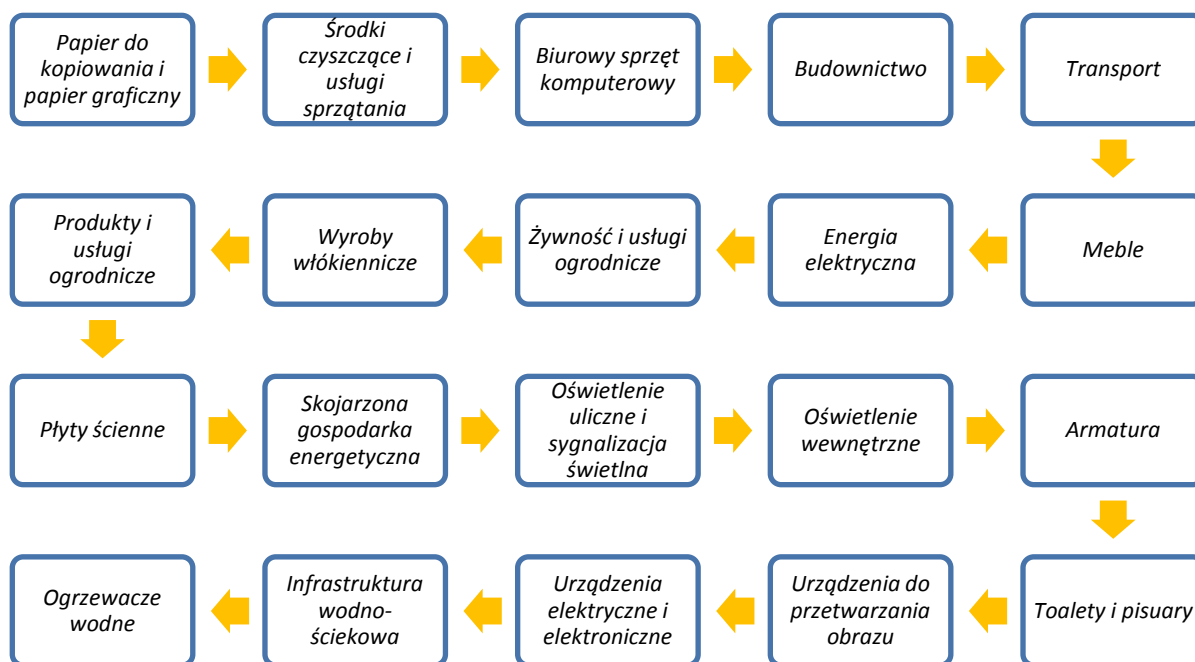 Papier do
kopiowania i
papier graficzny
Środki
czyszczące i
usługi
sprzątania
Biurowy sprzęt
komputerowy
Budownictwo
Transport
Meble
Energia
elektryczna
Żywność i usługi
ogrodnicze
Wyroby
włókiennicze
Produkty i
usługi
ogrodnicze
Płyty ścienne
Skojarzona
gospodarka
energetyczna
Oświetlenie
uliczne i
sygnalizacja
świetlna
Oświetlenie
wewnętrzne
Armatura
Toalety i pisuary
Urządzenia do
przetwarzania
obrazu
Urządzenia
elektryczne i
elektroniczne
Infrastruktura
wodno-
ściekowa
Ogrzewacze
wodne